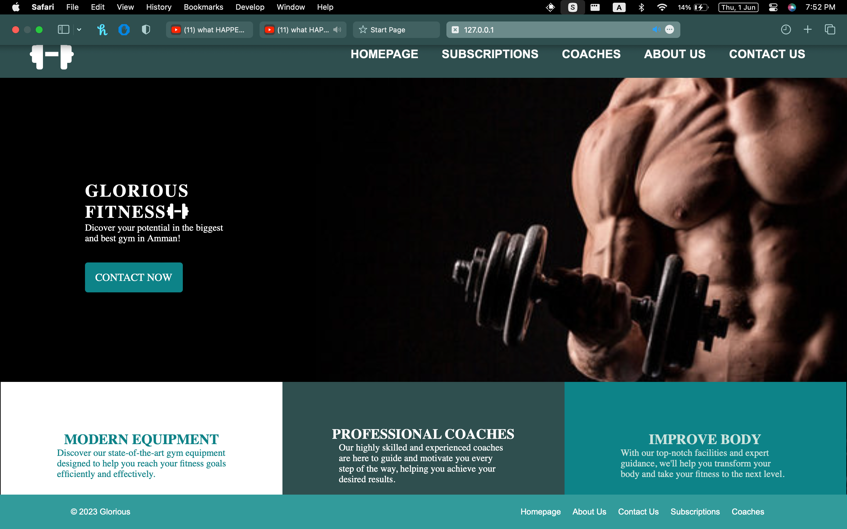 Safari File Edit View History Bookmarks Develop Window Help S A 14% Thu, 1 Jun 7:52 PM
(11) what HAPPE... (11) what HAP... Start Page 127.0.0.1
HOMEPAGE SUBSCRIPTIONS COACHES ABOUT US CONTACT US
GLORIOUS
FITNESS
Dicover your potential in the biggest
and best gym in Amman!
CONTACT NOW
MODERN EQUIPMENT
Discover our state-of-the-art gym equipment
designed to help you reach your fitness goals
efficiently and effectively.
PROFESSIONAL COACHES
Our highly skilled and experienced coaches
are here to guide and motivate you every
step of the way, helping you achieve your
desired results.
IMPROVE BODY
With our top-notch facilities and expert
guidance, we'll help you transform your
body and take your fitness to the next level.
© 2023 Glorious Homepage About Us Contact Us Subscriptions Coaches